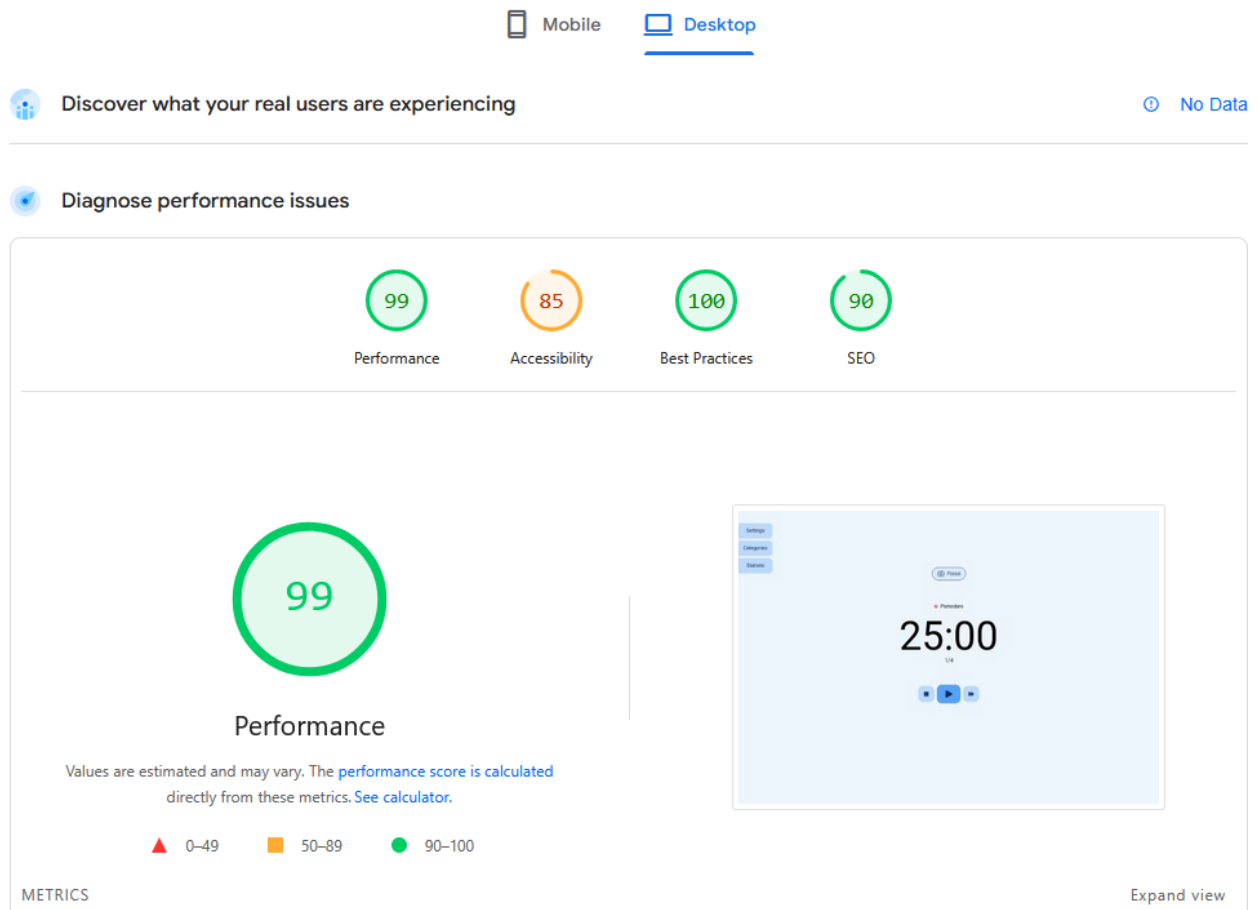 Mobile
Desktop
Discover what your real users are experiencing
No Data
Diagnose performance issues
99
85
100
90
Performance
Accessibility
Best Practices
SEO
99
Performance
Values are estimated and may vary. The performance score is calculated
directly from these metrics. See calculator.
0–49
50–89
90–100
Settings
Categories
Statistic
Focus
Pomodoro
25:00
1/4
METRICS
Expand view